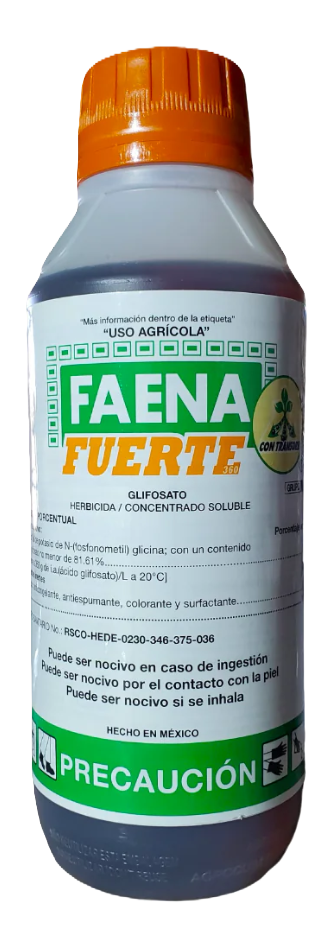 "Más información dentro de la etiqueta"
"USO AGRÍCOLA"
FAENA
FUERTE
360
CON TRANSORB
GLIFOSATO
HERBICIDA / CONCENTRADO SOLUBLE
PORCENTUAL
potasio de N-(fosfonometil) glicina; con un contenido
no menor de 81.61%
ácido glifosato)/L a 20°C]
antiespumante, colorante y surfactante
No.: RSCO-HEDE-0230-346-375-036
Puede ser nocivo en caso de ingestión
Puede ser nocivo por el contacto con la piel
Puede ser nocivo si se inhala
HECHO EN MÉXICO
PRECAUCIÓN